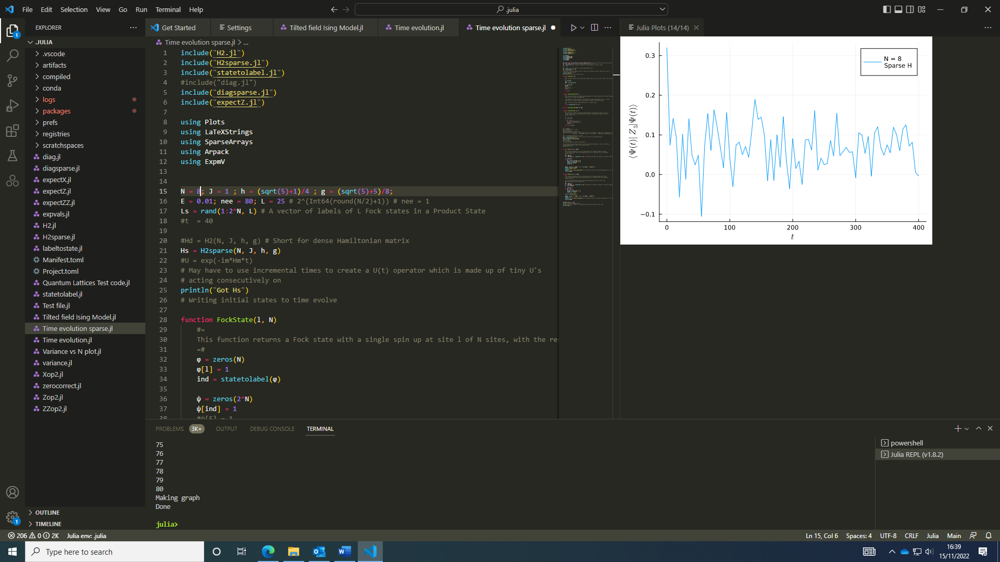 File Edit Selection View Go Run Terminal Help
.julia
EXPLORER
JULIA
.vscode
artifacts
compiled
conda
logs
packages
prefs
registries
scratchspaces
diag.jl
diagsparse.jl
expectX.jl
expectZ.jl
expectZZ.jl
expvals.jl
H2.jl
H2sparse.jl
labeltostate.jl
Manifest.toml
Project.toml
Quantum Lattices Test code.jl
statetolabel.jl
Test file.jl
Tilted field Ising Model.jl
Time evolution sparse.jl
Time evolution.jl
Variance vs N plot.jl
variance.jl
Xop2.jl
zerocorrect.jl
Zop2.jl
ZZop2.jl
OUTLINE
TIMELINE
Get Started Settings Tilted field Ising Model.jl Time evolution.jl Time evolution sparse.jl
Time evolution sparse.jl > ...
1 include("H2.jl")
2 include("H2sparse.jl")
3 include("statetolabel.jl")
4 #include("diag.jl")
5 include("diagsparse.jl")
6 include("expectZ.jl")
7
8 using Plots
9 using LaTeXStrings
10 using SparseArrays
11 using Arpack
12 using ExpmV
13
14
15 N = 8; J = 1 ; h = (sqrt(5)+1)/4 ; g = (sqrt(5)+5)/8;
16 E = 0.01; nee = 80; L = 25 # 2^(Int64(round(N/2)+1)) # nee = 1
17 Ls = rand(1:2^N, L) # A vector of labels of L Fock states in a Product State
18 #t  = 40
19
20 #Hd = H2(N, J, h, g) # Short for dense Hamiltonian matrix
21 Hs = H2sparse(N, J, h, g)
22 #U = exp(-im*Hm*t)
23 # May have to use incremental times to create a U(t) operator which is made up of tiny U's
24 # acting consecutively on
25 println("Got Hs")
26 # Writing initial states to time evolve
27
28 function FockState(l, N)
29 #=
30 This function returns a Fock state with a single spin up at site l of N sites, with the re
31 =#
32 φ = zeros(N)
33 φ[l] = 1
34 ind = statetolabel(φ)
35
36 ψ = zeros(2^N)
37 ψ[ind] = 1
38 #ψ[5] = 1
Julia Plots (14/14)
N = 8
Sparse H
0.3
0.2
0.1
0.0
−0.1
⟨Ψ(t)| Z₅|Ψ(t)⟩
0 100 200 300 400
t
PROBLEMS 3K+ OUTPUT DEBUG CONSOLE TERMINAL
75
76
77
78
79
80
Making graph
Done
julia>
powershell
Julia REPL (v1.8.2)
1
1
206 0 2K Julia env: .julia
Ln 15, Col 6 Spaces: 4 UTF-8 CRLF Julia Main
Type here to search
16:39
15/11/2022